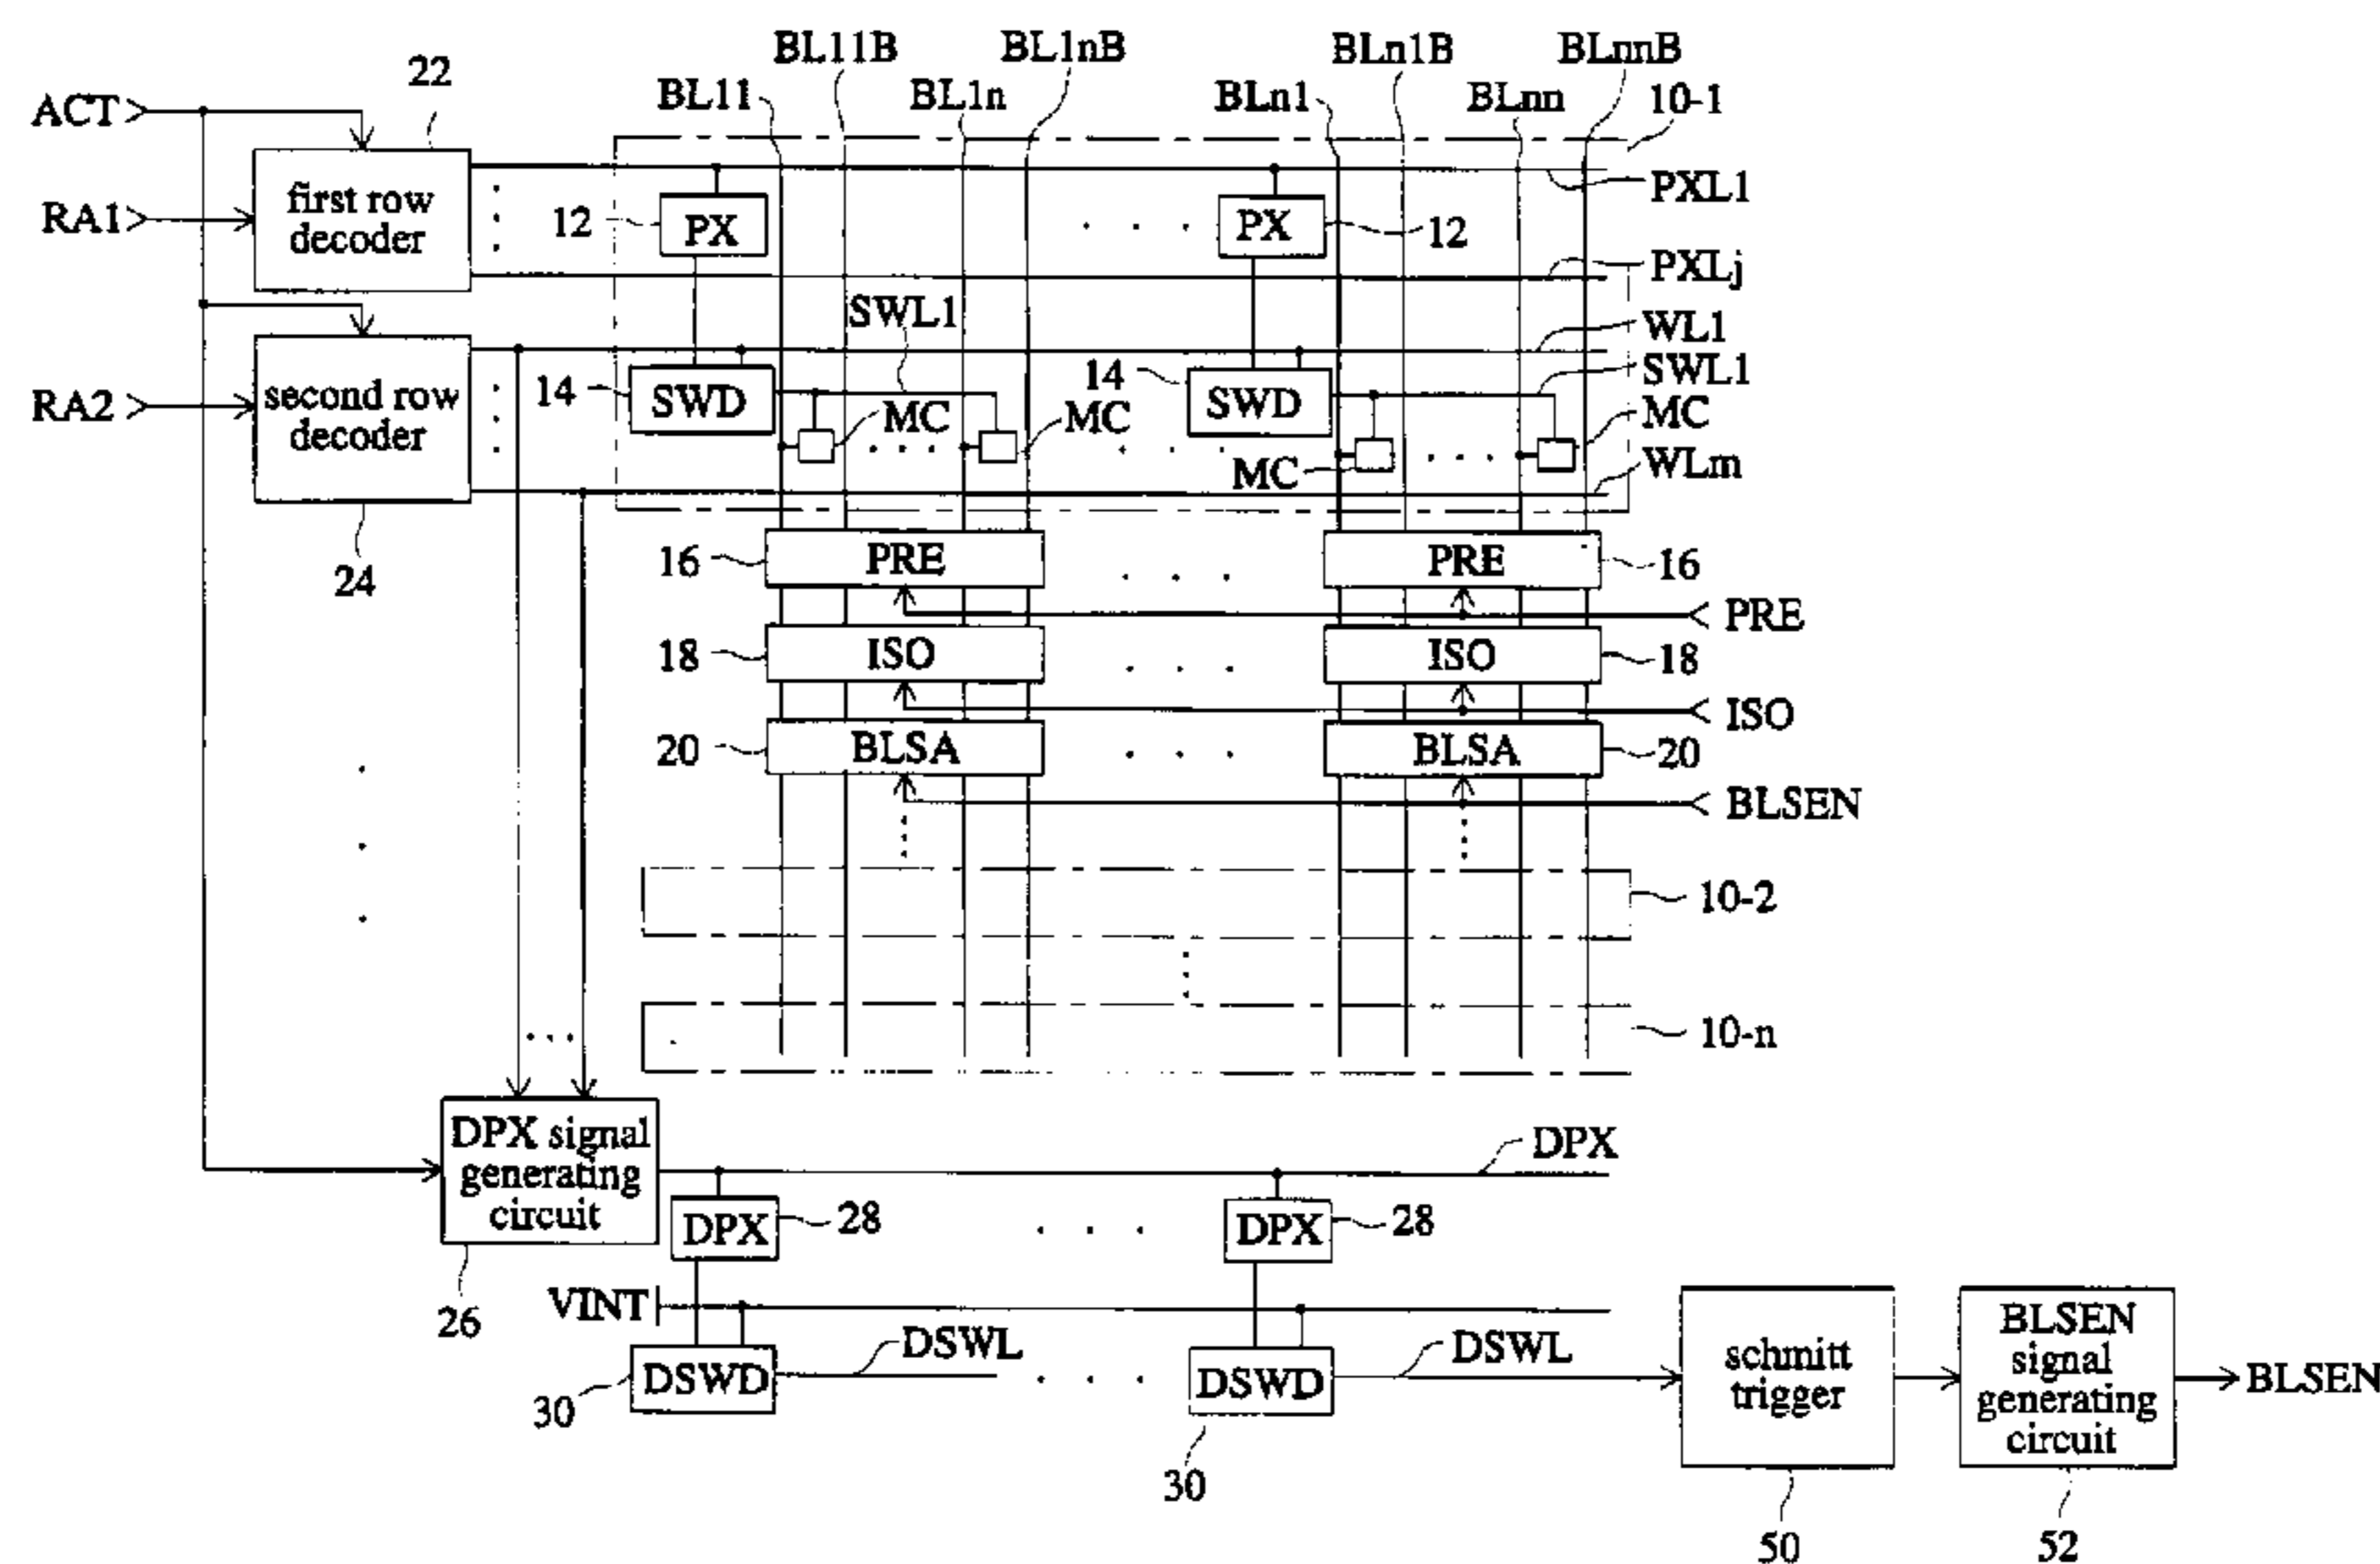 BL11B
BL1nB
BLn1B
BLnnB
22
ACT
BL11
BL1n
BLn1
BLnn
10-1
first row
decoder
RA1
12
PX
. . .
PX
12
PXL1
PXLj
SWL1
WL1
second row
decoder
RA2
14
SWD
MC
. . .
MC
14
SWD
SWL1
MC
MC
. . .
WLm
24
16
PRE
. . .
PRE
16
PRE
18
ISO
. . .
ISO
18
ISO
20
BLSA
. . .
BLSA
20
BLSEN
10-2
10-n
DPX signal
generating
circuit
26
DPX
DPX
28
. . .
DPX
28
VINT
DSWD
30
DSWL
. . .
DSWD
30
DSWL
schmitt
trigger
50
BLSEN
signal
generating
circuit
52
BLSEN